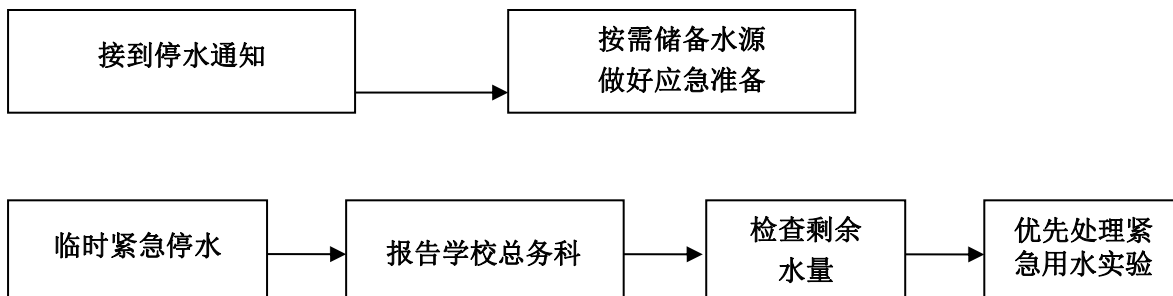 接到停水通知
按需储备水源
做好应急准备
临时紧急停水
报告学校总务科
检查剩余
水量
优先处理紧
急用水实验